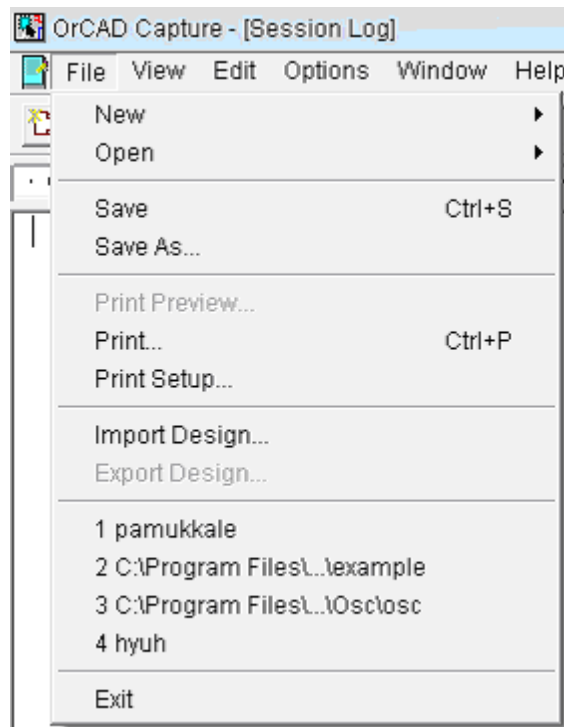 OrCAD Capture - [Session Log]
File View Edit Options Window Help
New
Open
Save Ctrl+S
Save As...
Print Preview...
Print... Ctrl+P
Print Setup...
Import Design...
Export Design...
1 pamukkale
2 C:\Program Files\...\example
3 C:\Program Files\...\Osc\osc
4 hyuh
Exit